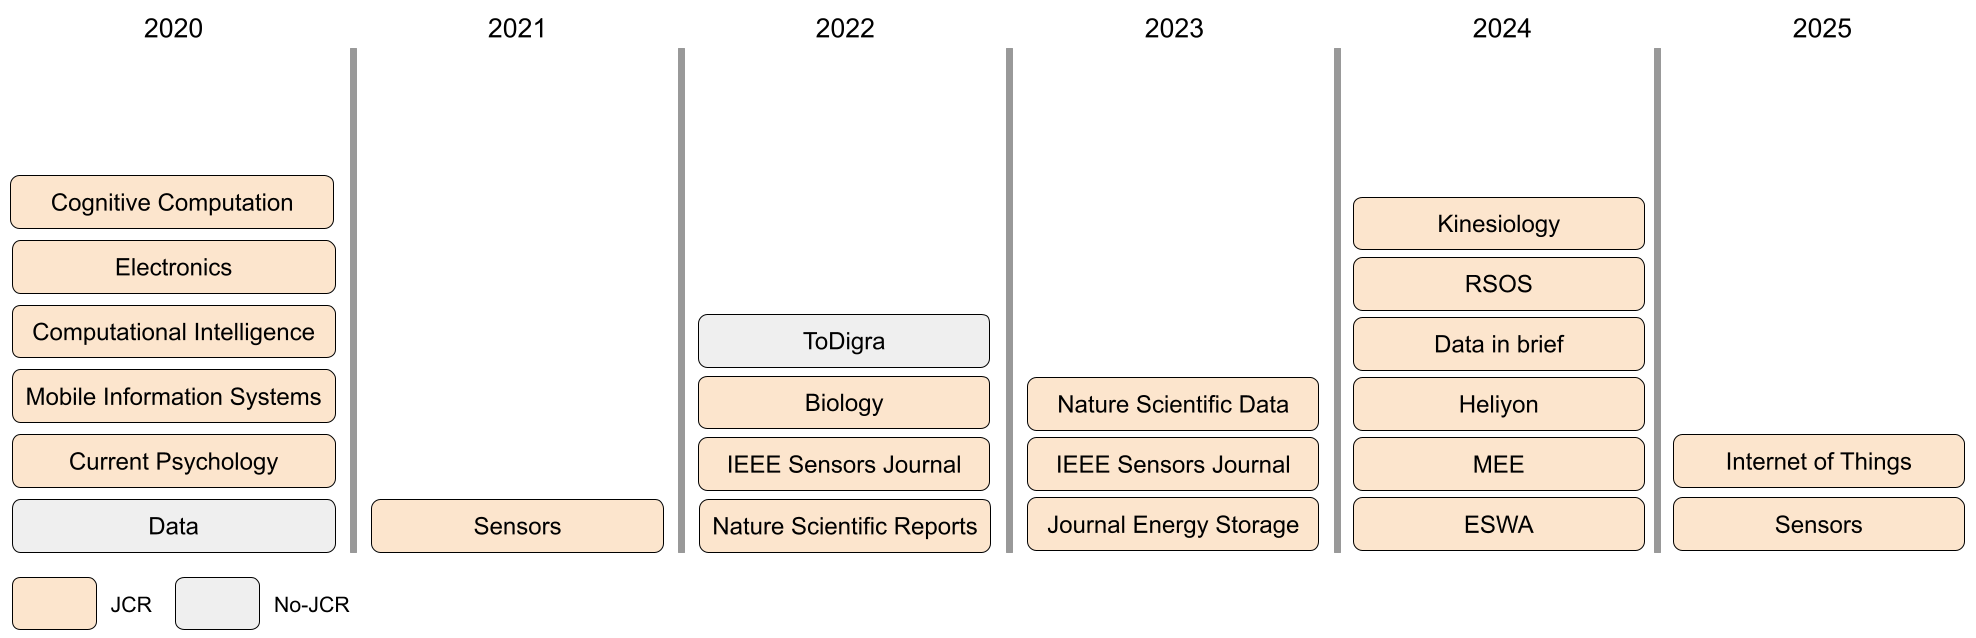 2020
2021
2022
2023
2024
2025
Cognitive Computation
Electronics
Computational Intelligence
Mobile Information Systems
Current Psychology
Data
Sensors
ToDigra
Biology
IEEE Sensors Journal
Nature Scientific Reports
Nature Scientific Data
IEEE Sensors Journal
Journal Energy Storage
Kinesiology
RSOS
Data in brief
Heliyon
MEE
ESWA
Internet of Things
Sensors
JCR
No-JCR